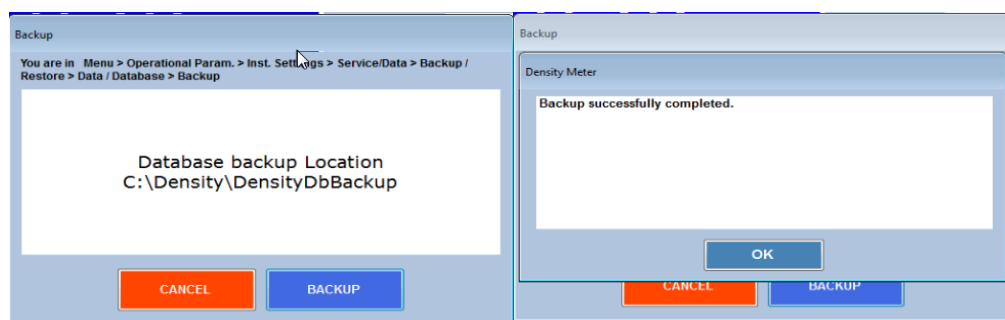 Backup
You are in Menu > Operational Param. > Inst. Settings > Service/Data > Backup /
Restore > Data / Database > Backup
Database backup Location
C:\Density\DensityDbBackup
CANCEL
BACKUP
Backup
Density Meter
Backup successfully completed.
OK
CANCEL
BACKUP